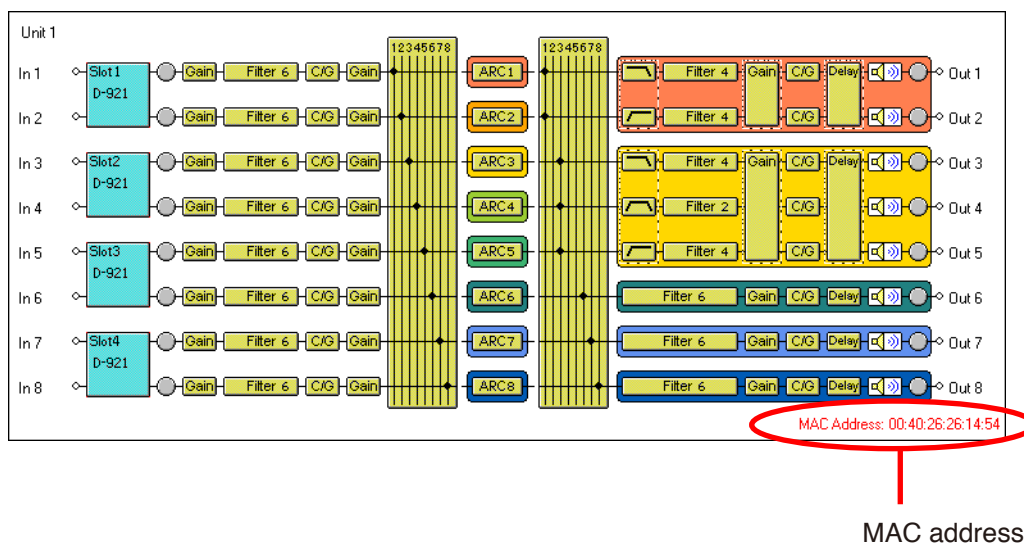 Unit 1
12345678 12345678
In 1 Slot1 Gain Filter 6 C/G Gain ARC1 Filter 4 Gain C/G Delay Out 1
D-921
In 2 Gain Filter 6 C/G Gain ARC2 Filter 4 C/G Out 2
In 3 Slot2 Gain Filter 6 C/G Gain ARC3 Filter 4 Gain C/G Delay Out 3
D-921
In 4 Gain Filter 6 C/G Gain ARC4 Filter 2 C/G Out 4
In 5 Slot3 Gain Filter 6 C/G Gain ARC5 Filter 4 C/G Out 5
D-921
In 6 Gain Filter 6 C/G Gain ARC6 Filter 6 Gain C/G Delay Out 6
In 7 Slot4 Gain Filter 6 C/G Gain ARC7 Filter 6 Gain C/G Delay Out 7
D-921
In 8 Gain Filter 6 C/G Gain ARC8 Filter 6 Gain C/G Delay Out 8
MAC Address: 00:40:26:26:14:54
MAC address